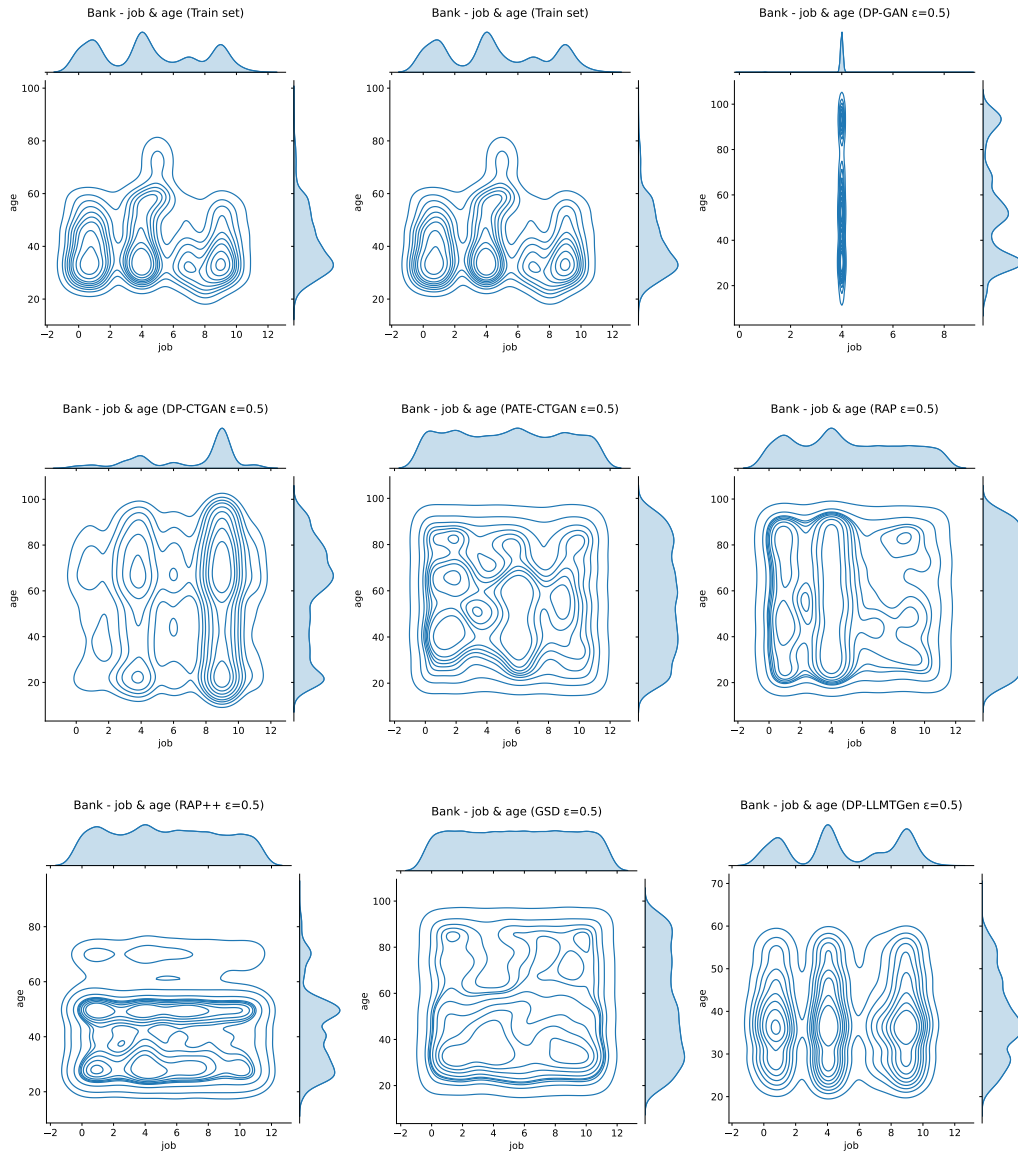 Bank - job & age (Train set)
100
80
60
40
20
age
−2 0 2 4 6 8 10 12
job
Bank - job & age (Train set)
100
80
60
40
20
age
−2 0 2 4 6 8 10 12
job
Bank - job & age (DP-GAN ε=0.5)
100
80
60
40
20
age
0 2 4 6 8
job
Bank - job & age (DP-CTGAN ε=0.5)
100
80
60
40
20
age
0 2 4 6 8 10 12
job
Bank - job & age (PATE-CTGAN ε=0.5)
100
80
60
40
20
age
−2 0 2 4 6 8 10 12
job
Bank - job & age (RAP ε=0.5)
100
80
60
40
20
age
−2 0 2 4 6 8 10 12
job
Bank - job & age (RAP++ ε=0.5)
80
60
40
20
age
−2 0 2 4 6 8 10 12
job
Bank - job & age (GSD ε=0.5)
100
80
60
40
20
age
−2 0 2 4 6 8 10 12
job
Bank - job & age (DP-LLMTGen ε=0.5)
70
60
50
40
30
20
age
−2 0 2 4 6 8 10 12
job